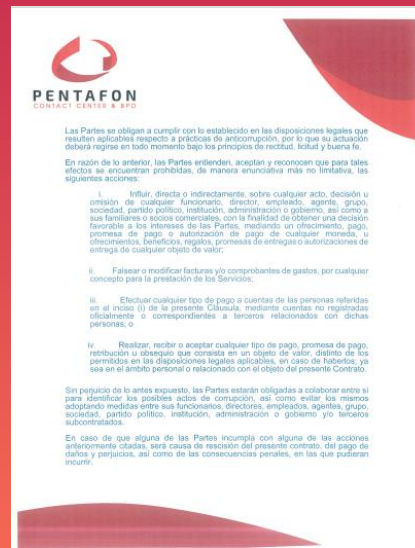 PENTAFON
CONTACT CENTER & BPO
Las Partes se obligan a cumplir con lo establecido en las disposiciones legales que
resulten aplicables respecto a prácticas de anticorrupción, por lo que su actuación
deberá regirse en todo momento bajo los principios de rectitud, licitud y buena fe.
En razón de lo anterior, las Partes entienden, aceptan y reconocen que para tales
efectos se encuentran prohibidas, de manera enunciativa más no limitativa, las
siguientes acciones:
i. Influir, directa o indirectamente, sobre cualquier acto, decisión u
omisión de cualquier funcionario, director, empleado, agente, grupo,
sociedad, partido político, institución, administración o gobierno, así como a
sus familiares o socios comerciales, con la finalidad de obtener una decisión
favorable a los intereses de las Partes, mediando un ofrecimiento, pago,
promesa de pago o autorización de pago de cualquier moneda, u
ofrecimientos, beneficios, regalos, promesas de entregas o autorizaciones de
entrega de cualquier objeto de valor;
ii. Falsear o modificar facturas y/o comprobantes de gastos, por cualquier
concepto para la prestación de los Servicios;
iii. Efectuar cualquier tipo de pago a cuentas de las personas referidas
en el inciso (i) de la presente Cláusula, mediante cuentas no registradas
oficialmente o correspondientes a terceros relacionados con dichas
personas; o
iv. Realizar, recibir o aceptar cualquier tipo de pago, promesa de pago,
retribución u obsequio que consista en un objeto de valor, distinto de los
permitidos en las disposiciones legales aplicables, en caso de haberlos; ya
sea en el ámbito personal o relacionado con el objeto del presente Contrato.
Sin perjuicio de lo antes expuesto, las Partes estarán obligadas a colaborar entre sí
para identificar los posibles actos de corrupción, así como evitar los mismos
adoptando medidas entre sus funcionarios, directores, empleados, agentes, grupo,
sociedad, partido político, institución, administración o gobierno y/o terceros
subcontratados.
En caso de que alguna de las Partes incumpla con alguna de las acciones
anteriormente citadas, será causa de rescisión del presente contrato, del pago de
daños y perjuicios, así como de las consecuencias penales, en las que pudieran
incurrir.